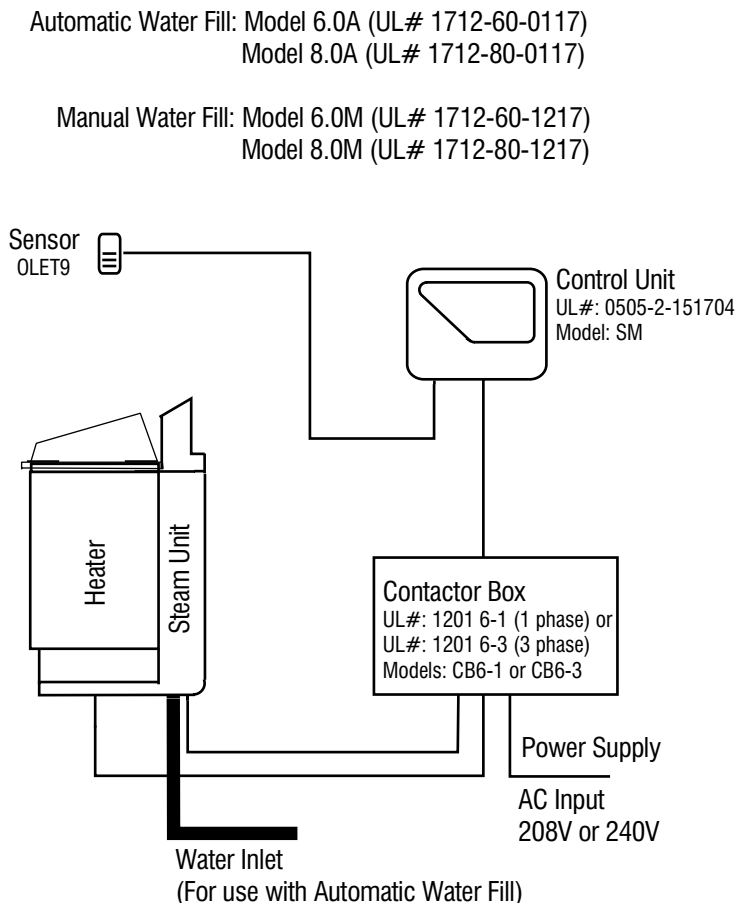 Automatic Water Fill: Model 6.0A (UL# 1712-60-0117)
Model 8.0A (UL# 1712-80-0117)
Manual Water Fill: Model 6.0M (UL# 1712-60-1217)
Model 8.0M (UL# 1712-80-1217)
Sensor
OLET9
Control Unit
UL#: 0505-2-151704
Model: SM
Heater
Steam Unit
Contactor Box
UL#: 1201 6-1 (1 phase) or
UL#: 1201 6-3 (3 phase)
Models: CB6-1 or CB6-3
Power Supply
AC Input
208V or 240V
Water Inlet
(For use with Automatic Water Fill)